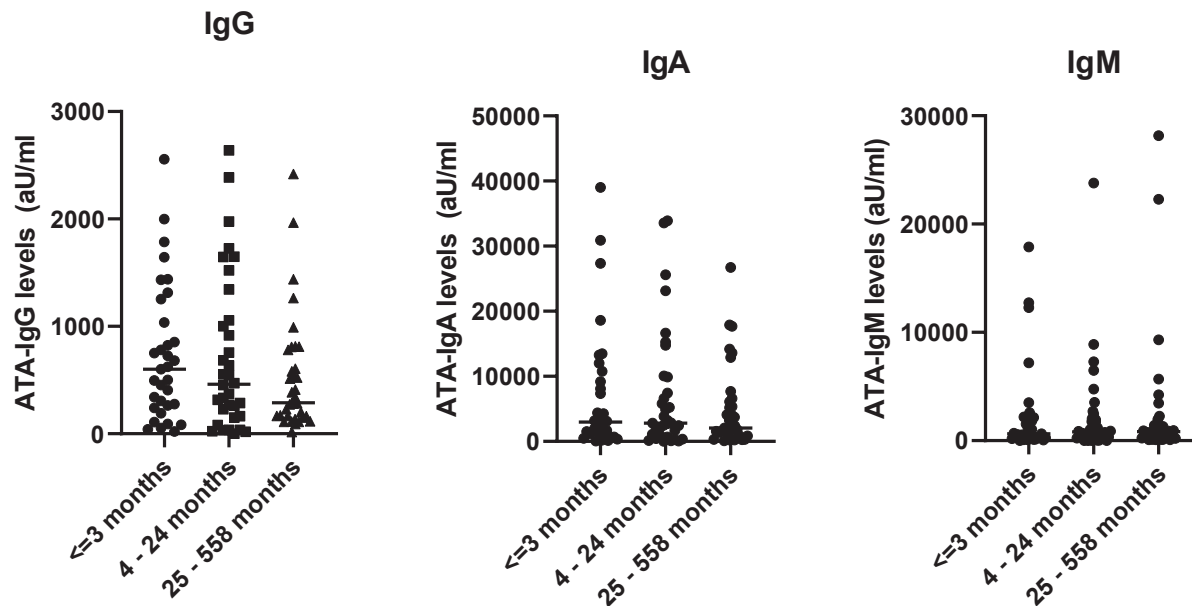 IgG
ATA-IgG levels (aU/ml)
3000
2000
1000
0
<=3 months
4 - 24 months
25 - 558 months
IgA
ATA-IgA levels (aU/ml
50000
40000
30000
20000
10000
0
<=3 months
4 - 24 months
25 - 558 months
IgM
ATA-IgM levels (aU/ml)
30000
20000
10000
0
<=3 months
4 - 24 months
25 - 558 months